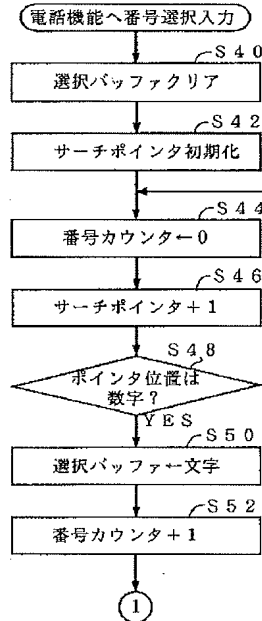 電話機能へ番号選択入力
S40
選択バッファクリア
S42
サーチポインタ初期化
S44
番号カウンタ←0
S46
サーチポインタ+1
S48
ポインタ位置は
数字?
YES
S50
選択バッファ←文字
S52
番号カウンタ+1
1